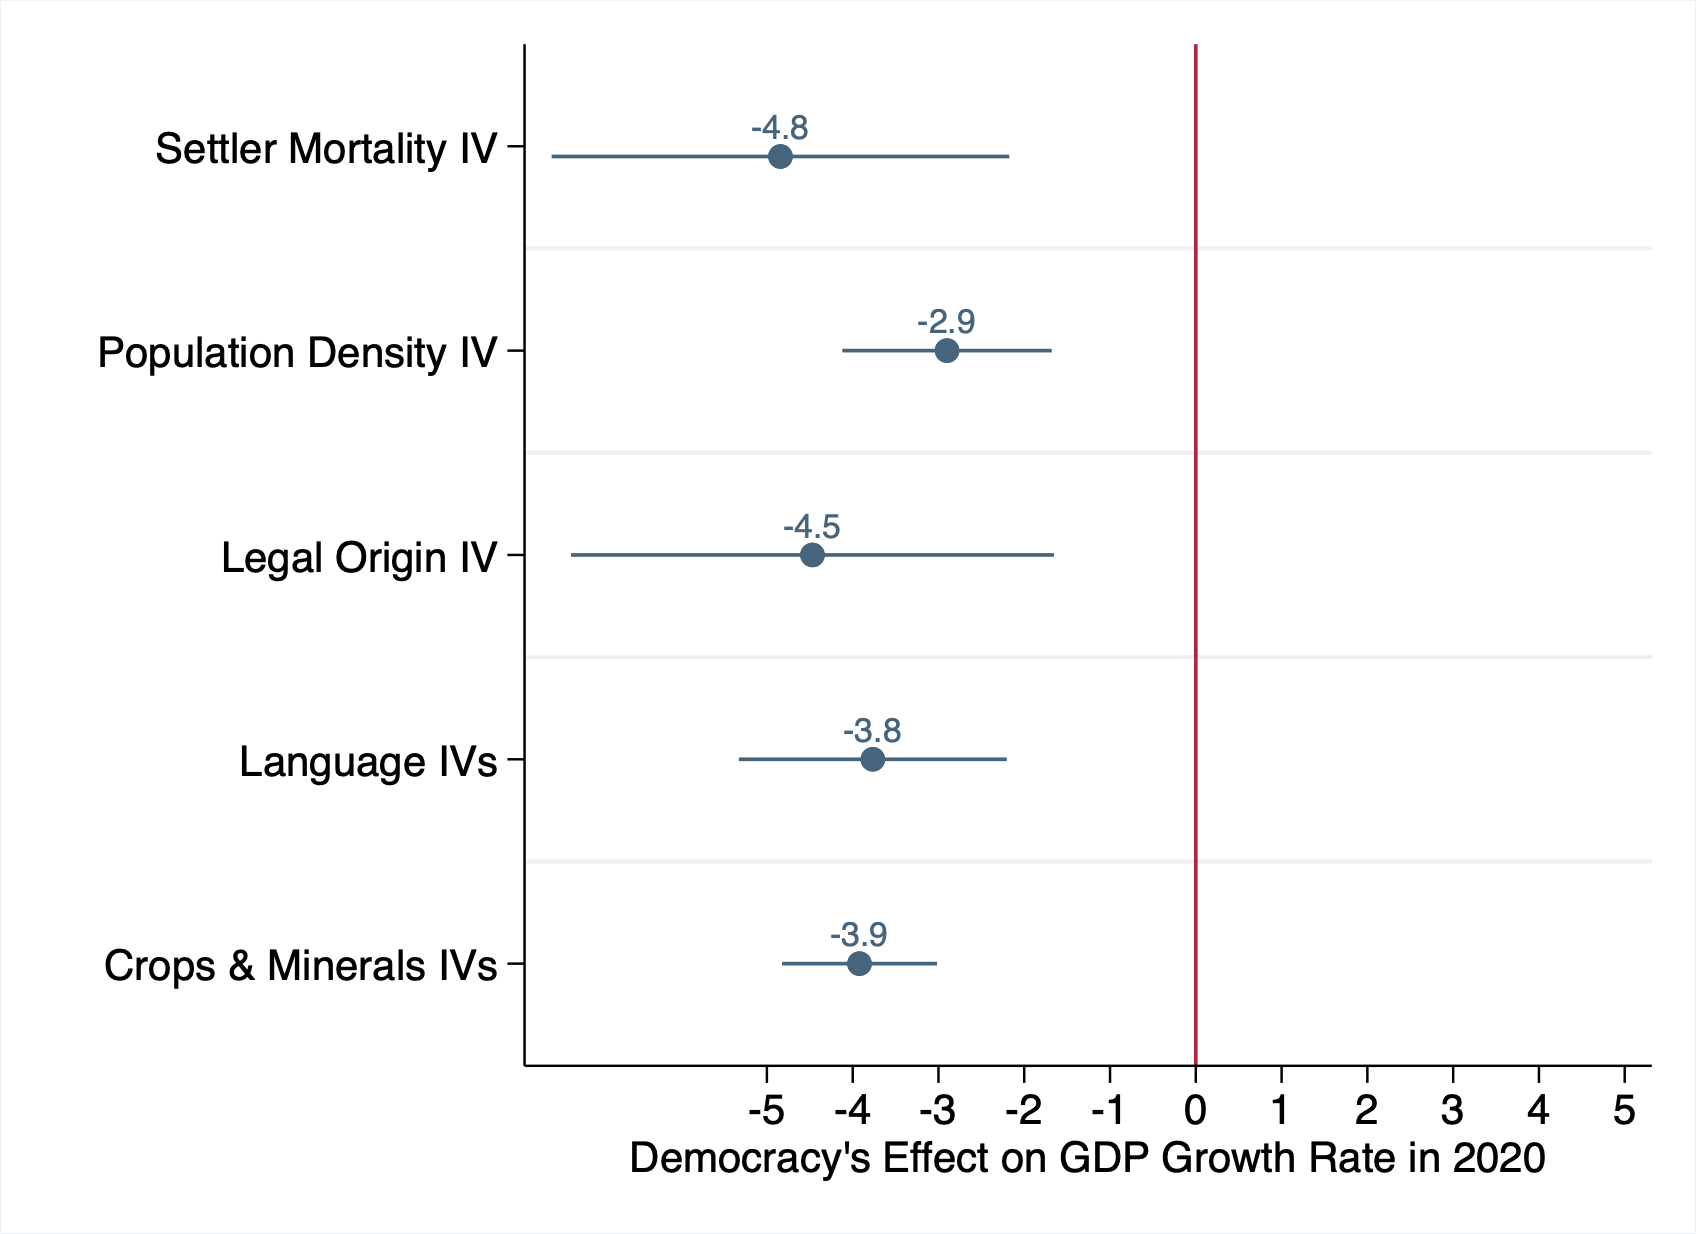 Settler Mortality IV
-4.8
Population Density IV
-2.9
Legal Origin IV
-4.5
Language IVs
-3.8
Crops & Minerals IVs
-3.9
-5 -4 -3 -2 -1 0 1 2 3 4 5
Democracy's Effect on GDP Growth Rate in 2020